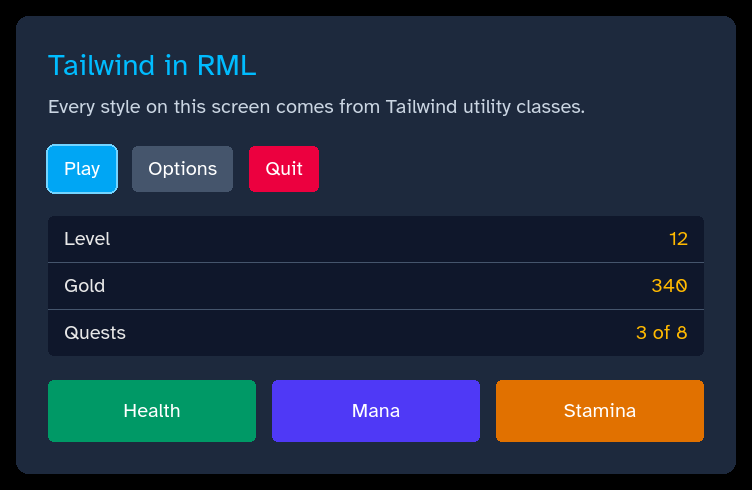 Tailwind in RML
Every style on this screen comes from Tailwind utility classes.
Play Options Quit
Level 12
Gold 340
Quests 3 of 8
Health Mana Stamina